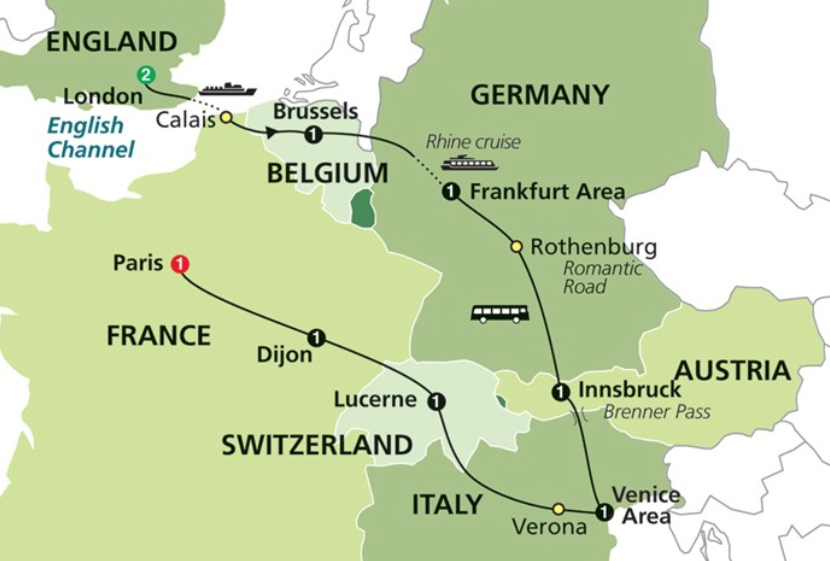 ENGLAND
2
London
English
Channel
Calais
Brussels
1
BELGIUM
GERMANY
Rhine cruise
1 Frankfurt Area
Rothenburg
Romantic
Road
Paris 1
FRANCE
1
Dijon
Lucerne 1
SWITZERLAND
AUSTRIA
1 Innsbruck
Brenner Pass
ITALY
Verona
1 Venice
Area